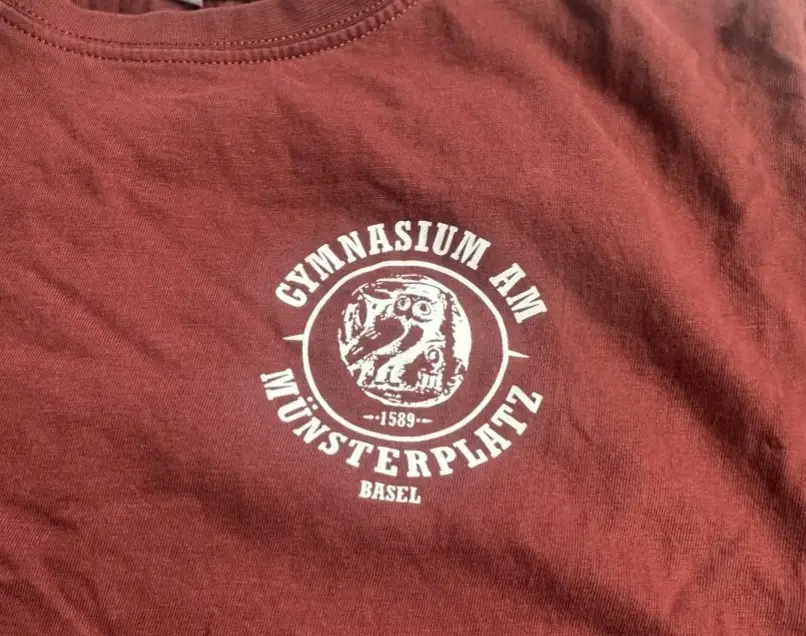 GYMNASIUM AM
1589
MÜNSTERPLATZ
BASEL